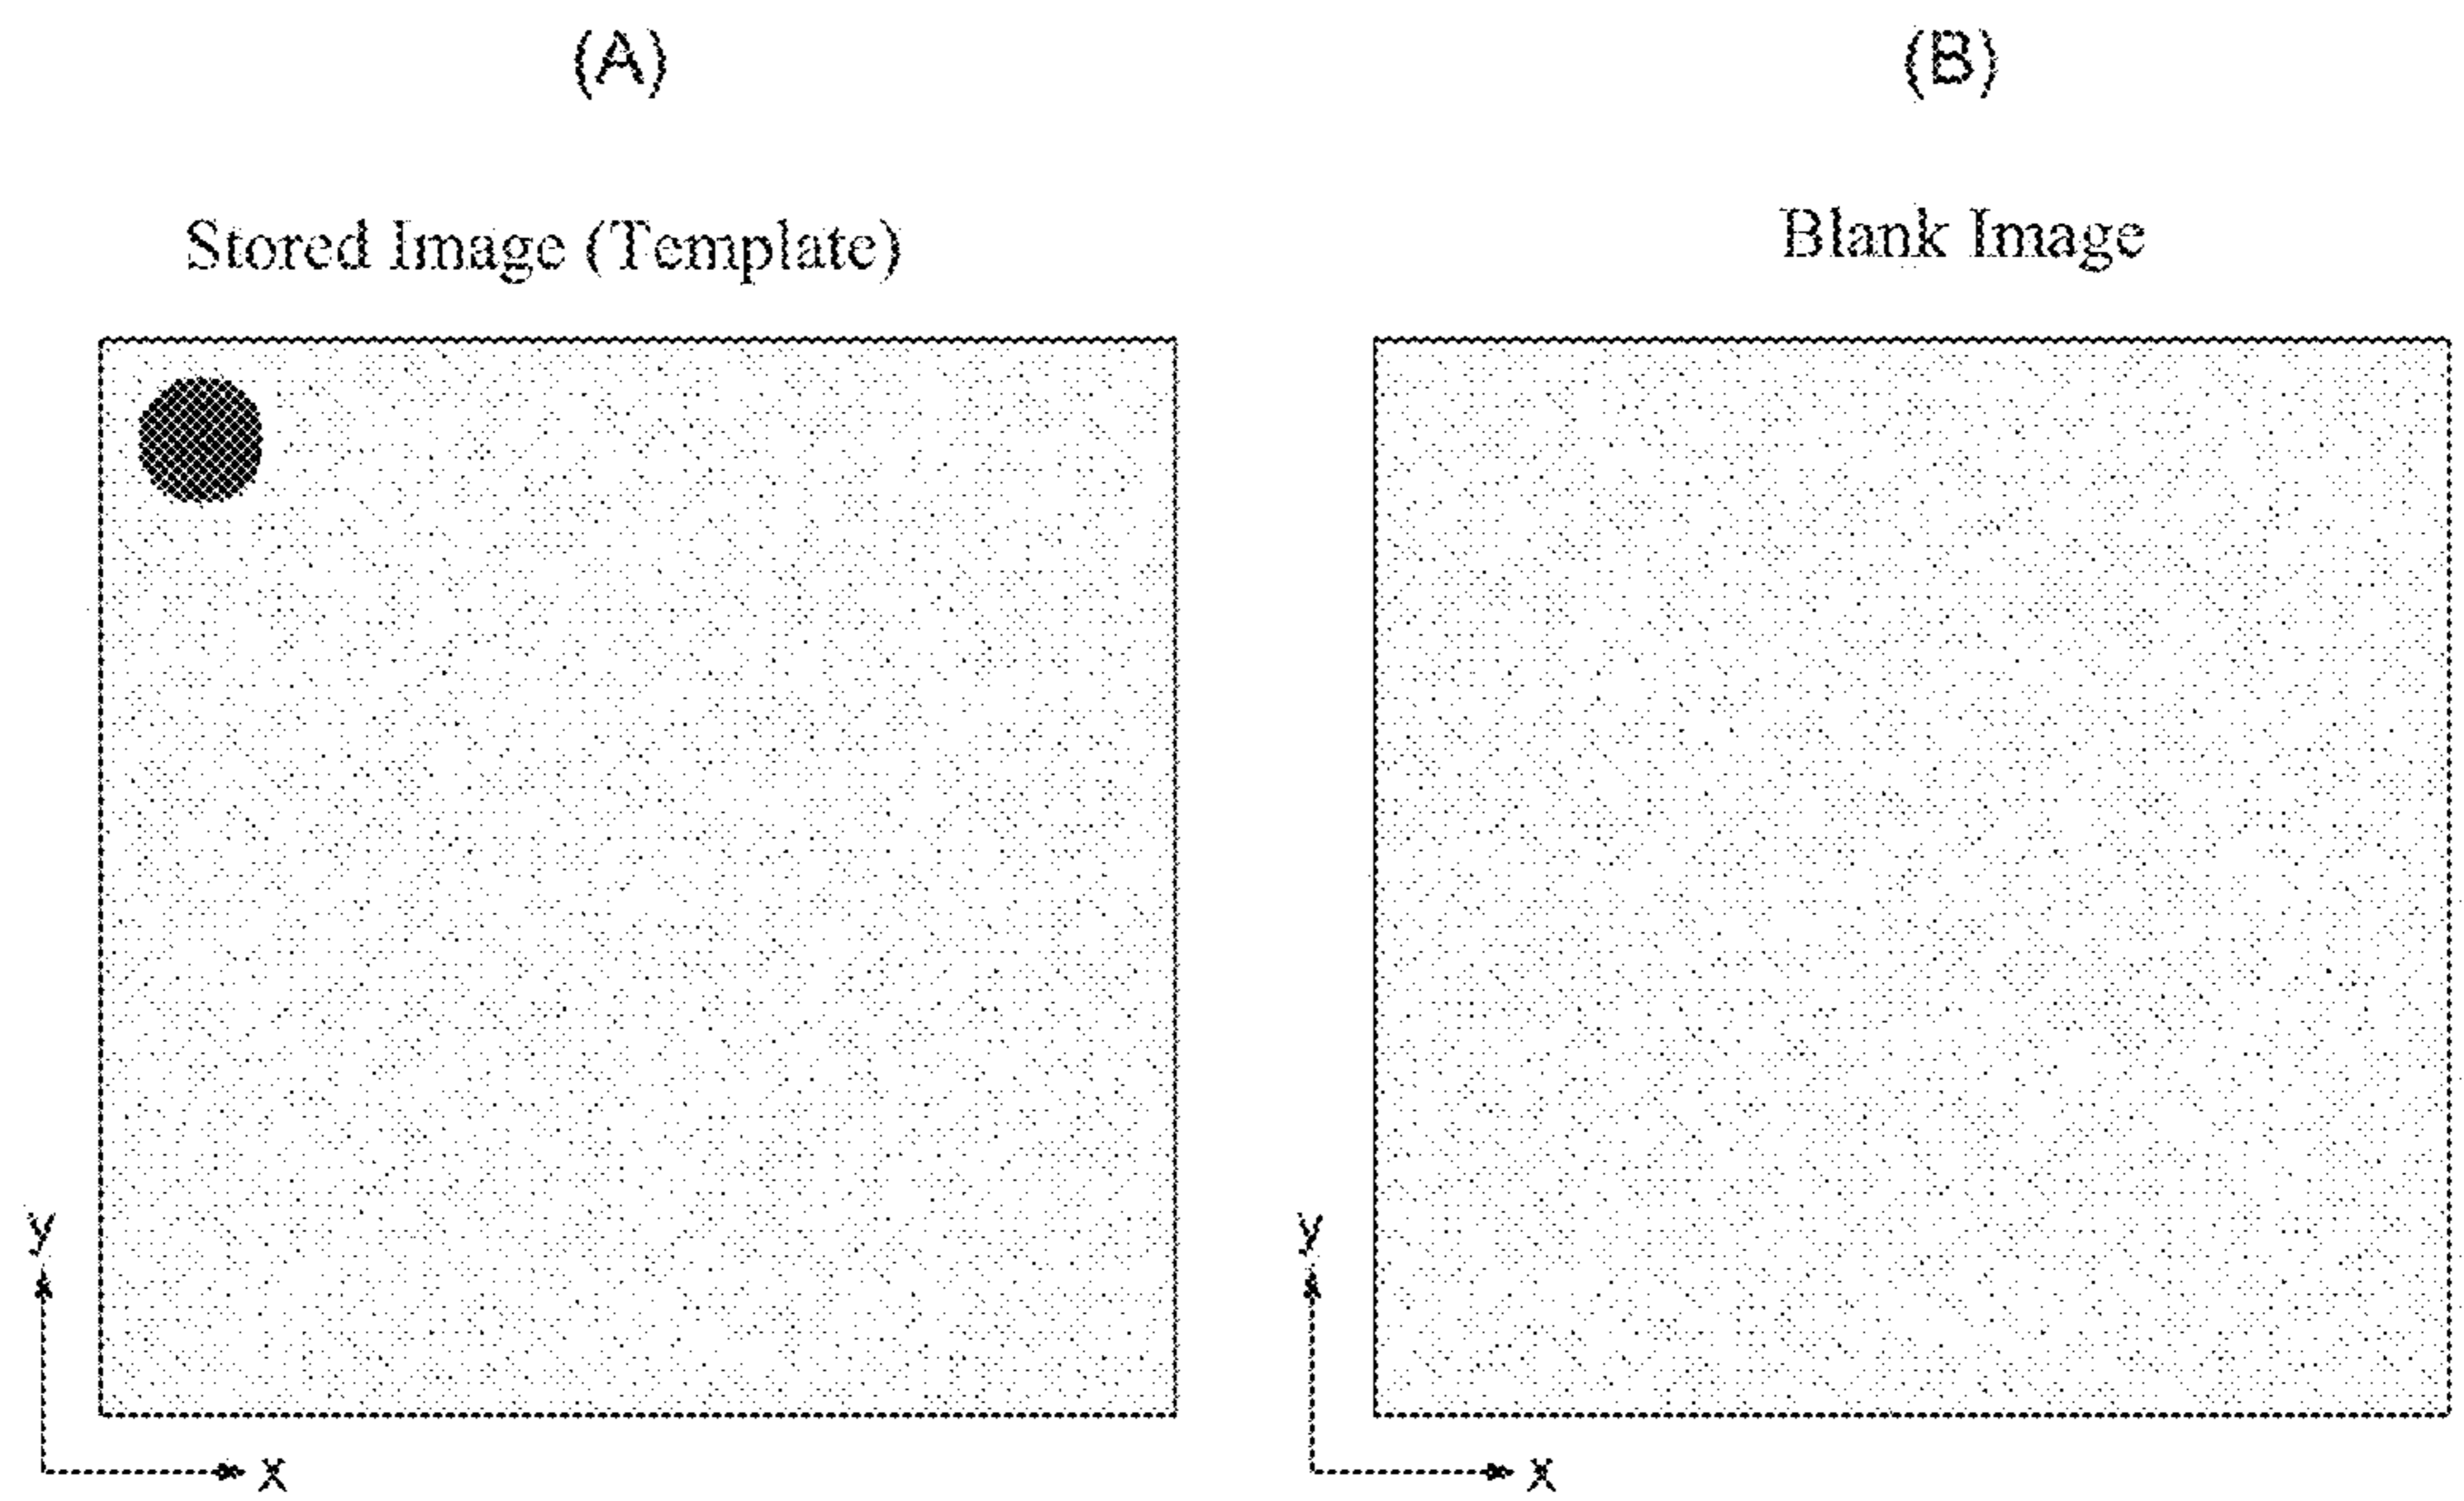 (A)
(B)
Stored Image (Template)
Blank Image
y
x
y
x